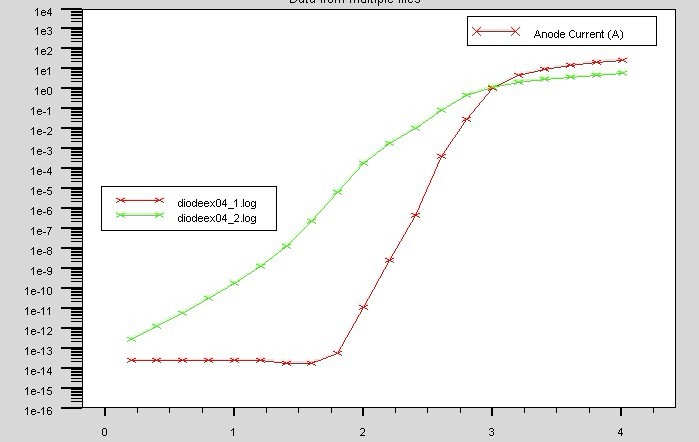 Data from multiple files
1e4
1e3
1e2
1e1
1e0
1e-1
1e-2
1e-3
1e-4
1e-5
1e-6
1e-7
1e-8
1e-9
1e-10
1e-11
1e-12
1e-13
1e-14
1e-15
1e-16
Anode Current (A)
diodeex04_1.log
diodeex04_2.log
0 1 2 3 4